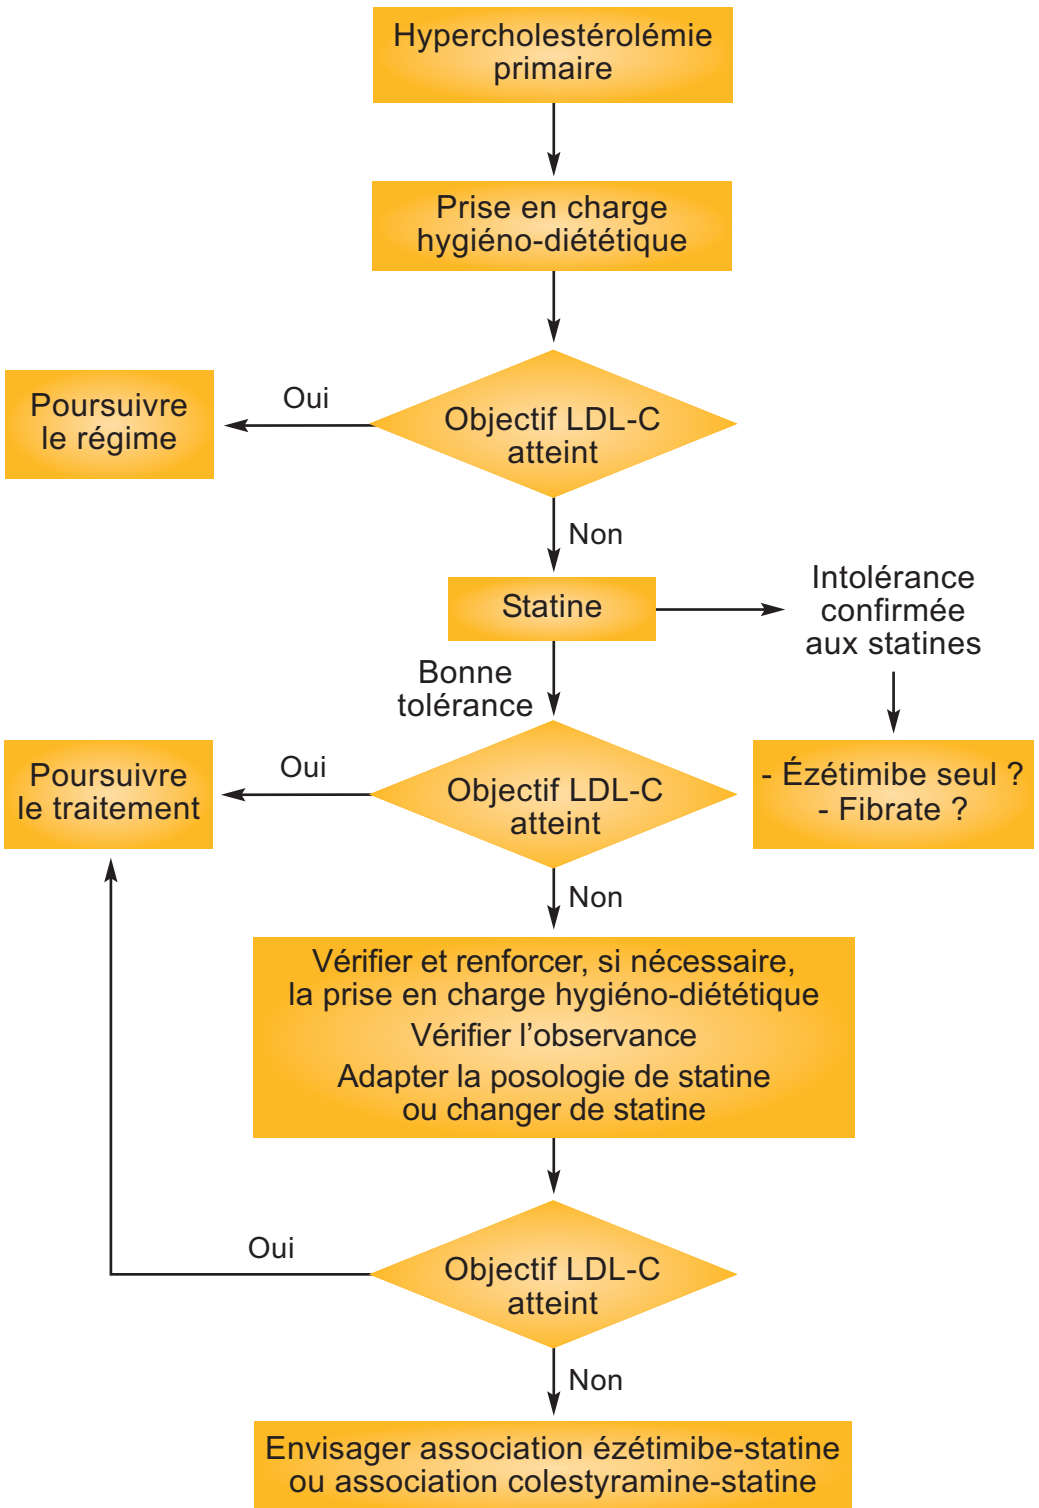 Hypercholestérolémie
primaire
Prise en charge
hygiéno-diététique
Objectif LDL-C
atteint
Oui
Poursuivre
le régime
Non
Statine
Intolérance
confirmée
aux statines
Bonne
tolérance
- Ézétimibe seul ?
- Fibrate ?
Objectif LDL-C
atteint
Oui
Poursuivre
le traitement
Non
Vérifier et renforcer, si nécessaire,
la prise en charge hygiéno-diététique
Vérifier l’observance
Adapter la posologie de statine
ou changer de statine
Objectif LDL-C
atteint
Oui
Non
Envisager association ézétimibe-statine
ou association colestyramine-statine